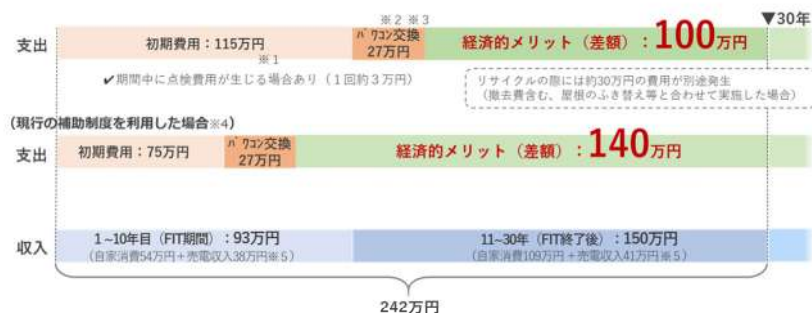 ※2 ※3
▼30年
支出
初期費用：115万円
※1
ﾊﾟﾜｺﾝ交換
27万円
経済的メリット（差額）：100万円
✔期間中に点検費用が生じる場合あり（1回約３万円）
リサイクルの際には約30万円の費用が別途発生
（撤去費含む、屋根のふき替え等と合わせて実施した場合）
(現行の補助制度を利用した場合※4)
支出
初期費用：75万円
ﾊﾟﾜｺﾝ交換
27万円
経済的メリット（差額）：140万円
収入
1~10年目（FIT期間）：93万円
（自家消費54万円＋売電収入38万円※５）
11~30年（FIT終了後）：150万円
（自家消費109万円＋売電収入41万円※５）
242万円